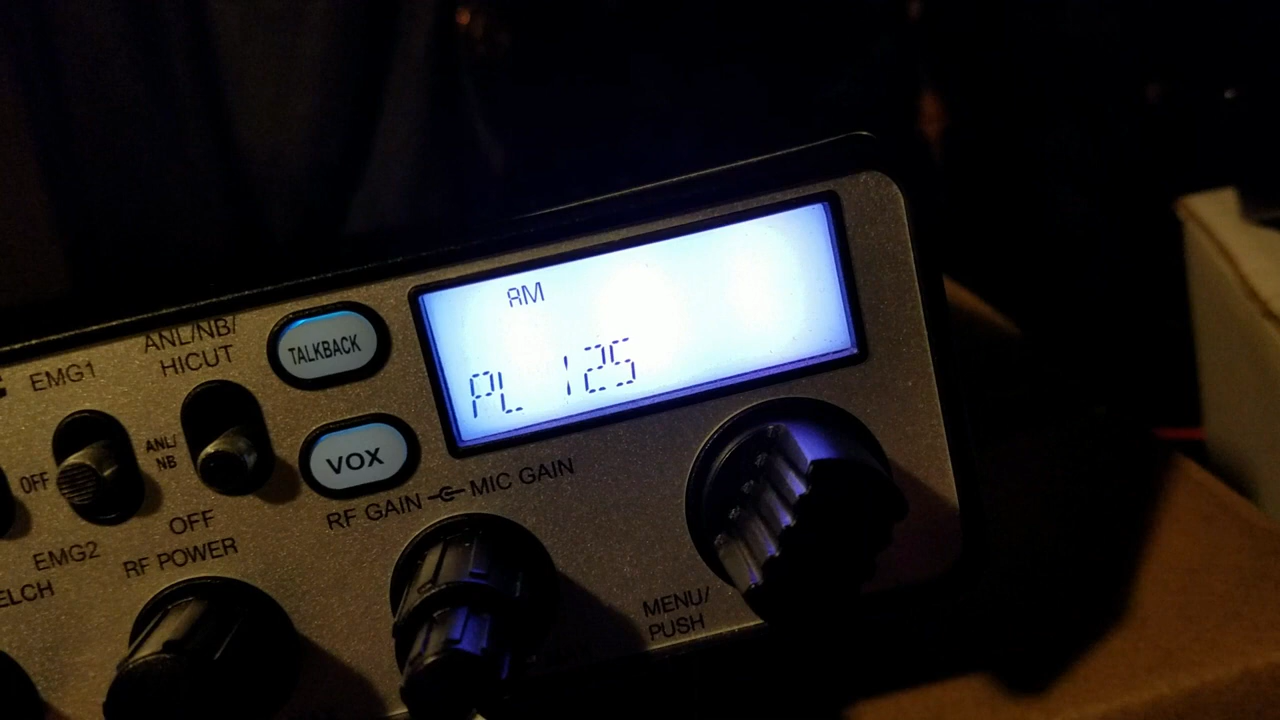 AM
PL 125
TALKBACK
ANL/NB/
HICUT
EMG1
ANL/
NB
OFF
VOX
RF GAIN MIC GAIN
OFF
EMG2
RF POWER
ELCH
MENU/
PUSH